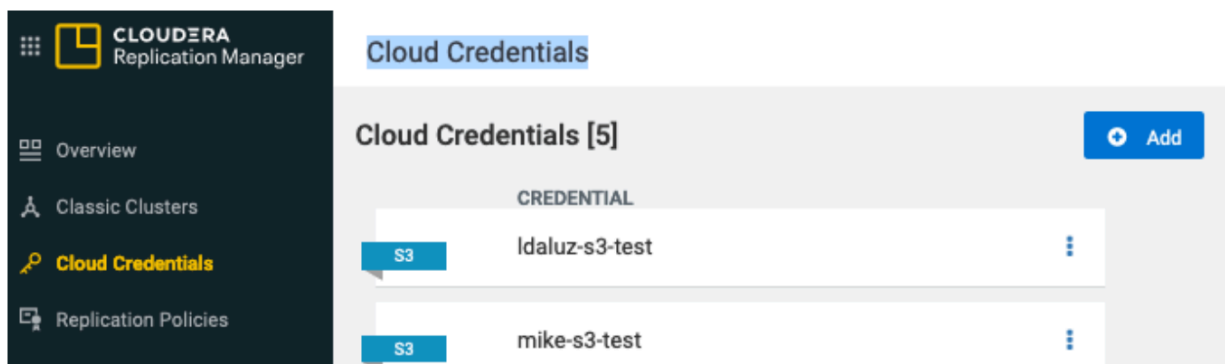 CLOUDERA
Replication Manager
Overview
Classic Clusters
Cloud Credentials
Replication Policies
Cloud Credentials
Cloud Credentials [5]
Add
CREDENTIAL
S3
ldaluz-s3-test
S3
mike-s3-test